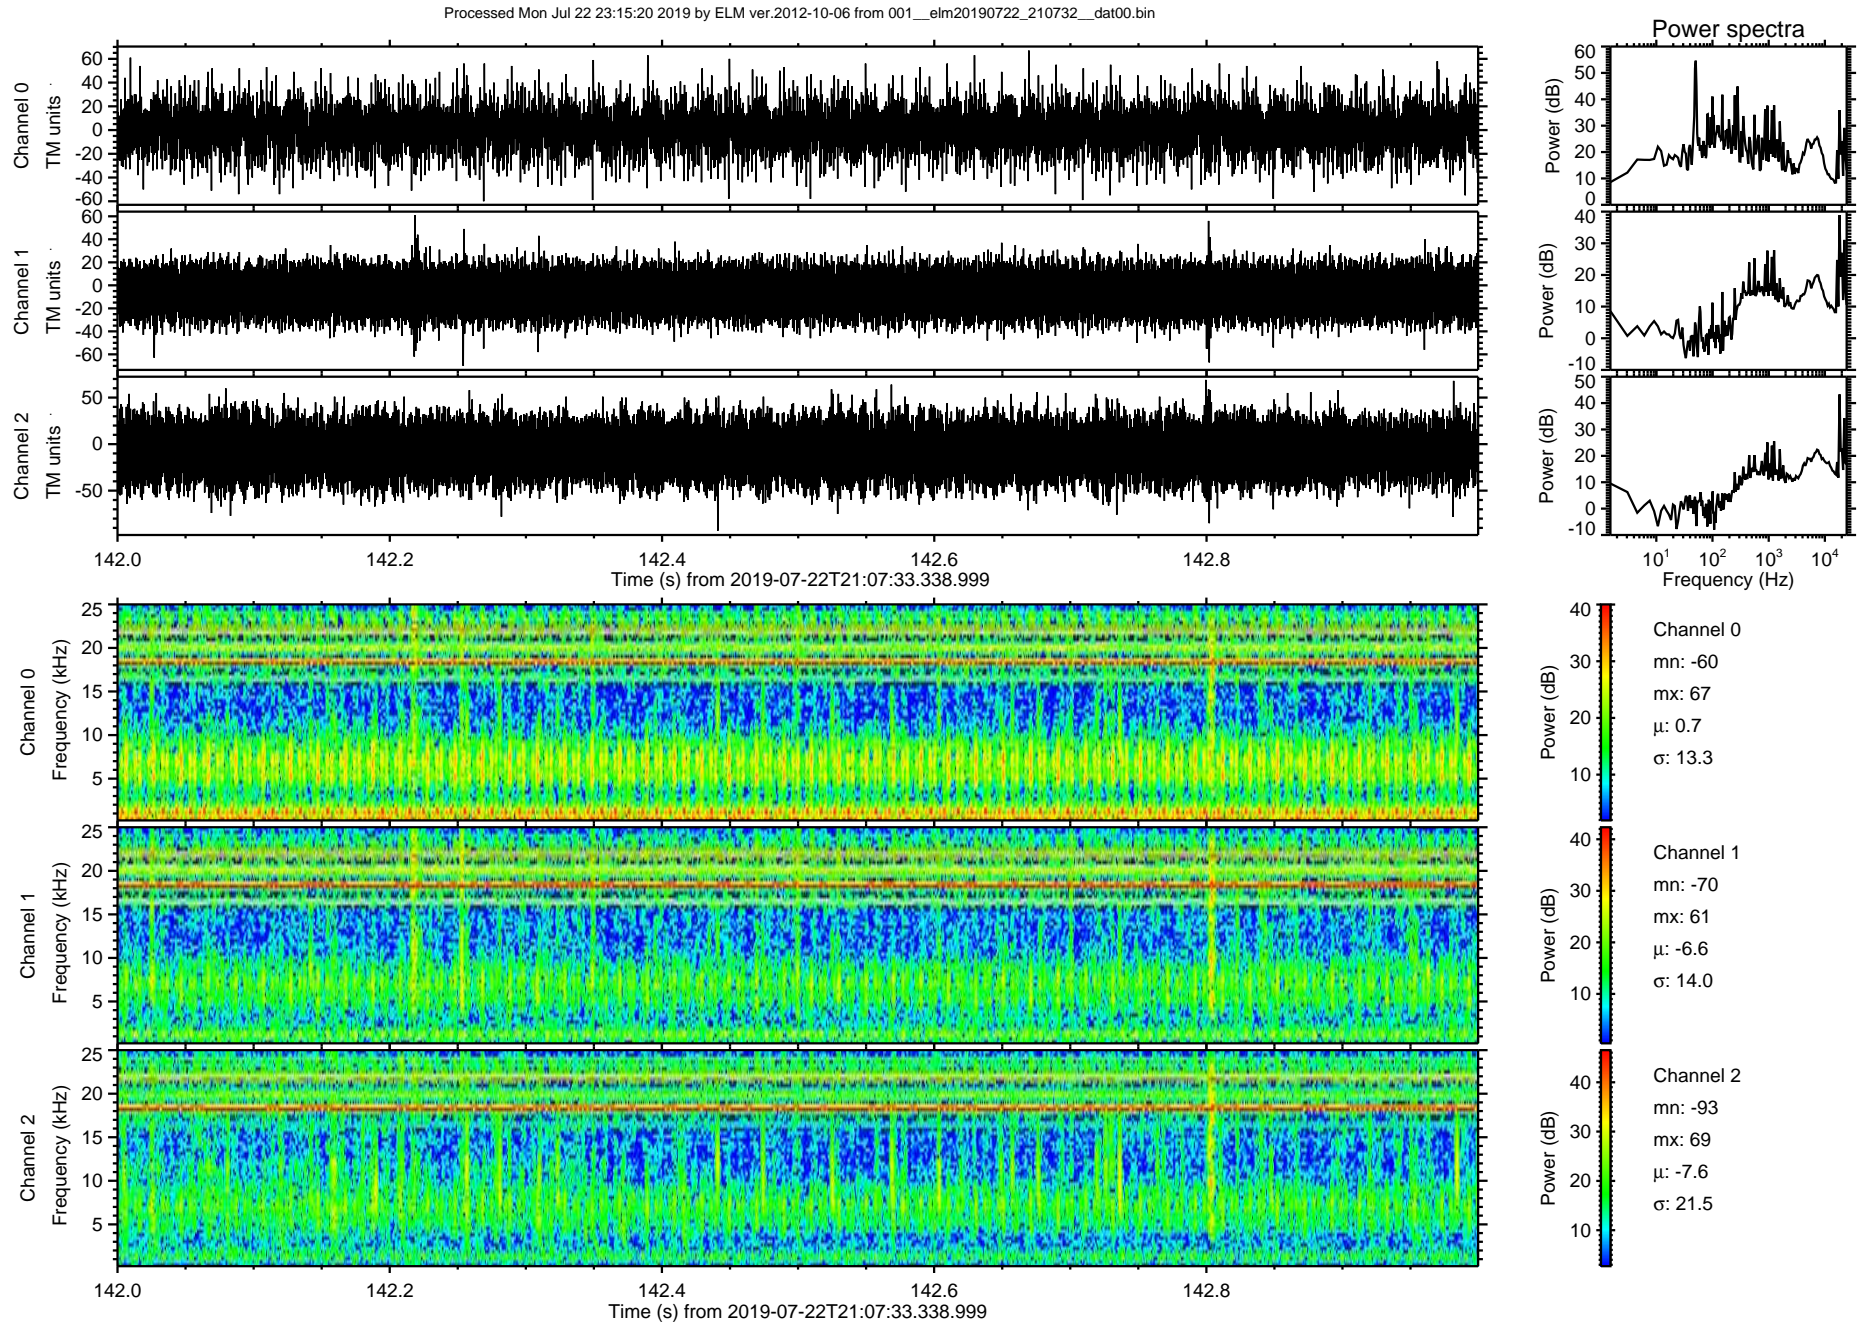 Processed Mon Jul 22 23:15:20 2019 by ELM ver.2012-10-06 from 001__elm20190722_210732__dat00.bin
Power spectra
Channel 0
TM units
60
40
20
0
-20
-40
-60
Power (dB)
60
50
40
30
20
10
0
Channel 1
TM units
60
40
20
0
-20
-40
-60
Power (dB)
40
30
20
10
0
-10
Channel 2
TM units
50
0
-50
Power (dB)
50
40
30
20
10
0
-10
142.0 142.2 142.4 142.6 142.8
Time (s) from 2019-07-22T21:07:33.338.999
10¹ 10² 10³ 10⁴
Frequency (Hz)
Channel 0
Frequency (kHz)
25
20
15
10
5
Power (dB)
40
30
20
10
Channel 0
mn: -60
mx: 67
μ: 0.7
σ: 13.3
Channel 1
Frequency (kHz)
25
20
15
10
5
Power (dB)
40
30
20
10
Channel 1
mn: -70
mx: 61
μ: -6.6
σ: 14.0
Channel 2
Frequency (kHz)
25
20
15
10
5
Power (dB)
40
30
20
10
Channel 2
mn: -93
mx: 69
μ: -7.6
σ: 21.5
142.0 142.2 142.4 142.6 142.8
Time (s) from 2019-07-22T21:07:33.338.999